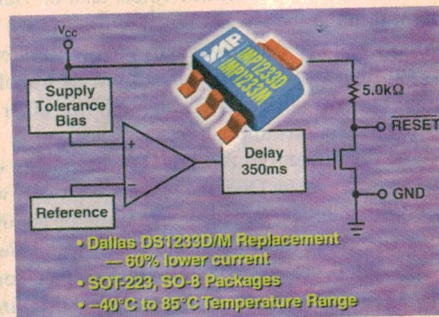 Vcc
Supply
Tolerance
Bias
iMP
IMP1233D
IMP1233M
5.0kΩ
RESET
+
−
Delay
350ms
Reference
GND
• Dallas DS1233D/M Replacement
— 60% lower current
• SOT-223, SO-8 Packages
• –40°C to 85°C Temperature Range